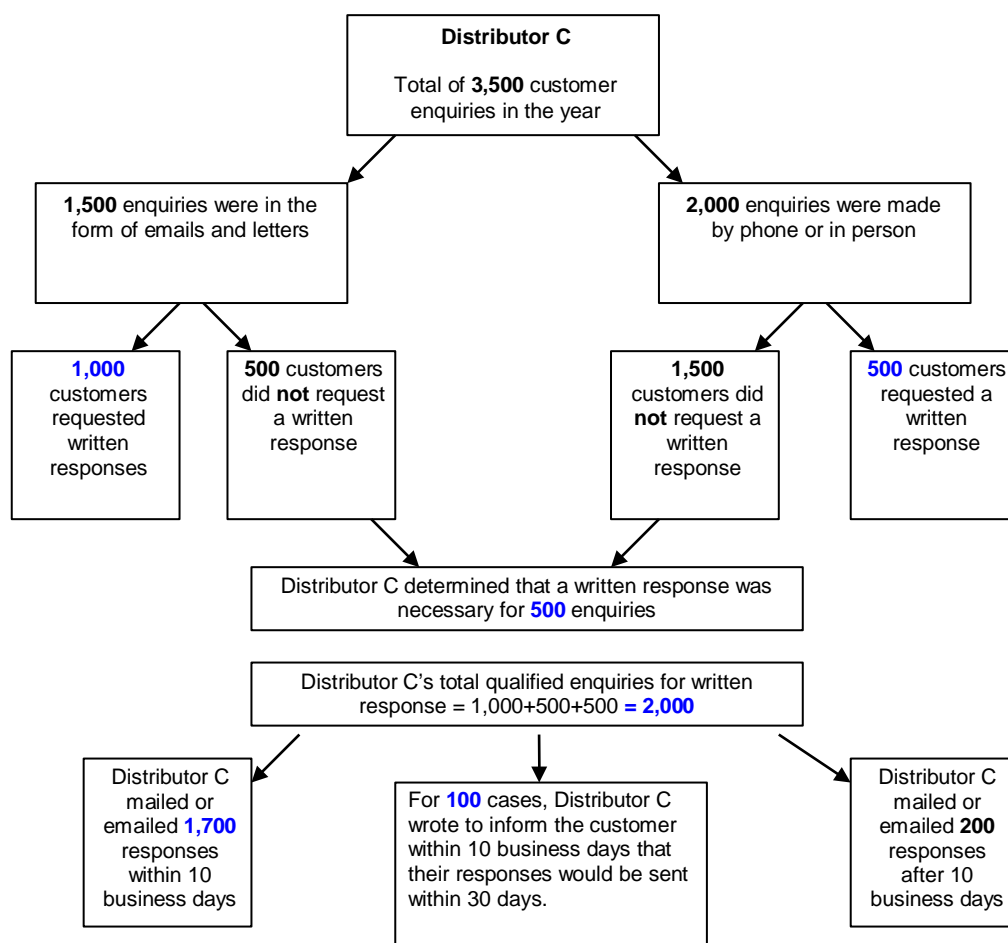 Distributor C
Total of 3,500 customer
enquiries in the year
1,500 enquiries were in the
form of emails and letters
2,000 enquiries were made
by phone or in person
1,000
customers
requested
written
responses
500 customers
did not request
a written
response
1,500
customers did
not request a
written
response
500 customers
requested a
written
response
Distributor C determined that a written response was
necessary for 500 enquiries
Distributor C’s total qualified enquiries for written
response = 1,000+500+500 = 2,000
Distributor C
mailed or
emailed 1,700
responses
within 10
business days
For 100 cases, Distributor C
wrote to inform the customer
within 10 business days that
their responses would be sent
within 30 days.
Distributor C
mailed or
emailed 200
responses
after 10
business days